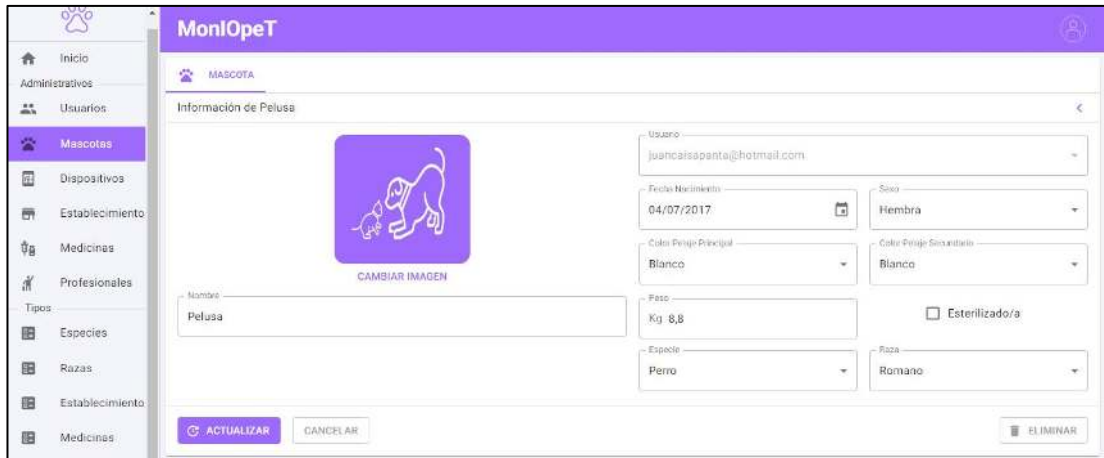 MonIOpeT
Inicio
Administrativos
Usuarios
Mascotas
Dispositivos
Establecimiento
Medicinas
Profesionales
Tipos
Especies
Razas
Establecimiento
Medicinas
MASCOTA
Información de Pelusa
CAMBIAR IMAGEN
Nombre
Pelusa
Usuario
juancaisapanta@hotmail.com
Fecha Nacimiento
04/07/2017
Sexo
Hembra
Color Pelaje Principal
Blanco
Color Pelaje Secundario
Blanco
Peso
Kg 8,8
Esterilizado/a
Especie
Perro
Raza
Romano
ACTUALIZAR
CANCELAR
ELIMINAR